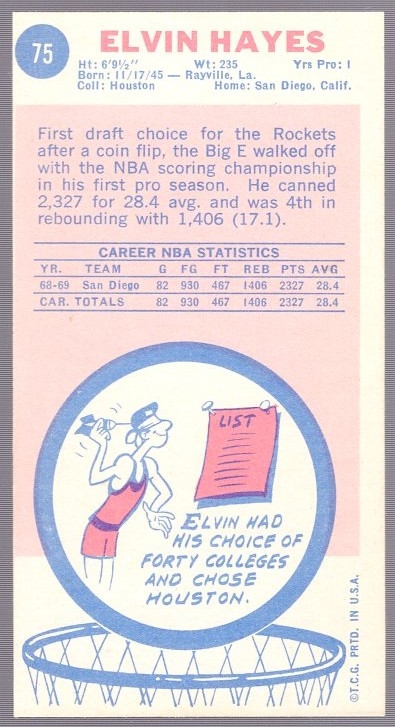 75
ELVIN HAYES
Ht: 6'9½" Wt: 235 Yrs Pro: 1
Born: 11/17/45 — Rayville, La.
Coll: Houston Home: San Diego, Calif.
First draft choice for the Rockets
after a coin flip, the Big E walked off
with the NBA scoring championship
in his first pro season. He canned
2,327 for 28.4 avg. and was 4th in
rebounding with 1,406 (17.1).
CAREER NBA STATISTICS
YR. TEAM G FG FT REB PTS AVG
68-69 San Diego 82 930 467 1406 2327 28.4
CAR. TOTALS 82 930 467 1406 2327 28.4
LIST
ELVIN HAD
HIS CHOICE OF
FORTY COLLEGES
AND CHOSE
HOUSTON.
©T.C.G. PRTD. IN U.S.A.